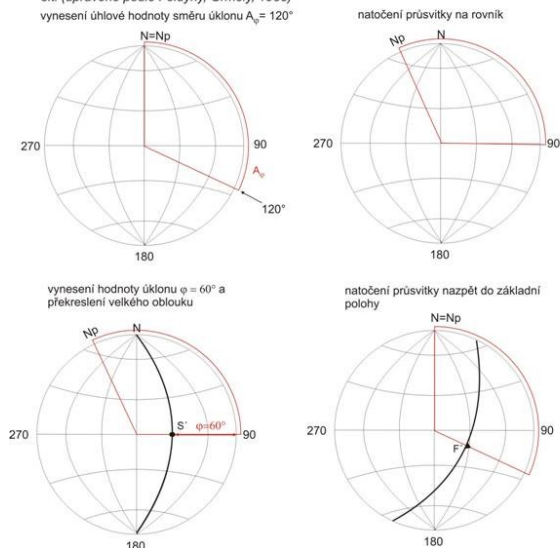 vynesení úhlové hodnoty směru úklonu Aφ= 120°
N=Np
270
90
Aφ
120°
180
natočení průsvitky na rovník
Np
N
270
90
180
vynesení hodnoty úklonu φ = 60° a
překreslení velkého oblouku
Np
N
270
S´
φ=60°
90
180
natočení průsvitky nazpět do základní
polohy
N=Np
270
F´
90
180